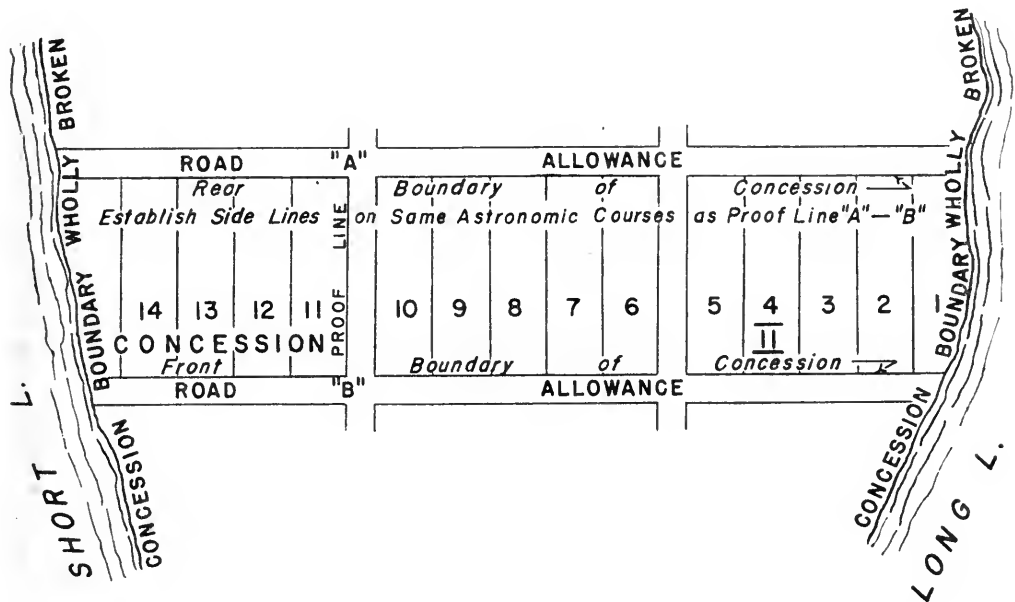 BOUNDARY WHOLLY BROKEN
BOUNDARY WHOLLY BROKEN
ROAD "A" ALLOWANCE
Rear Boundary of Concession
Establish Side Lines on Same Astronomic Courses as Proof Line "A"—"B"
PROOF LINE
14 13 12 11 10 9 8 7 6 5 4 3 2 1
II
CONCESSION
Front Boundary of Concession
ROAD "B" ALLOWANCE
CONCESSION
CONCESSION
SHORT L.
LONG L.